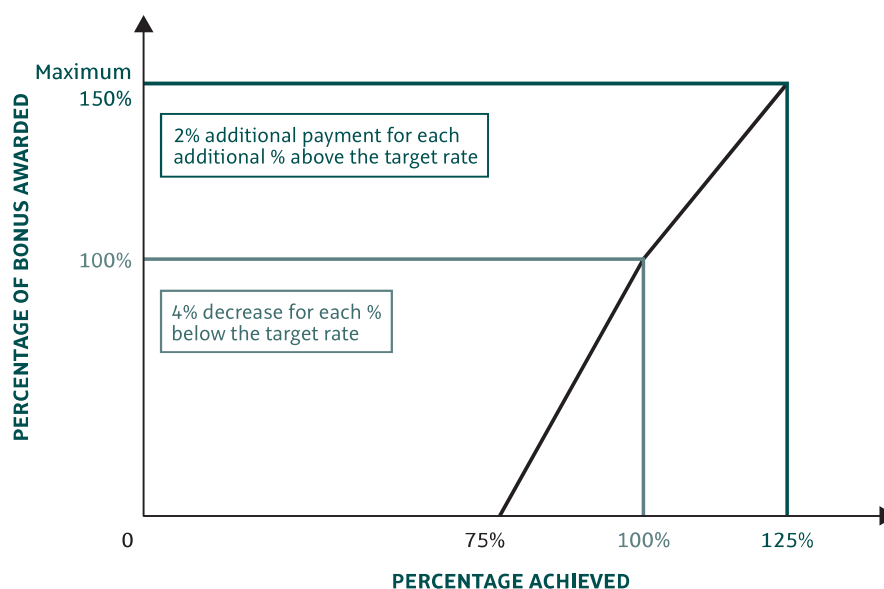 Maximum
150%
2% additional payment for each
additional % above the target rate
100%
4% decrease for each %
below the target rate
PERCENTAGE OF BONUS AWARDED
0
75%
100%
125%
PERCENTAGE ACHIEVED